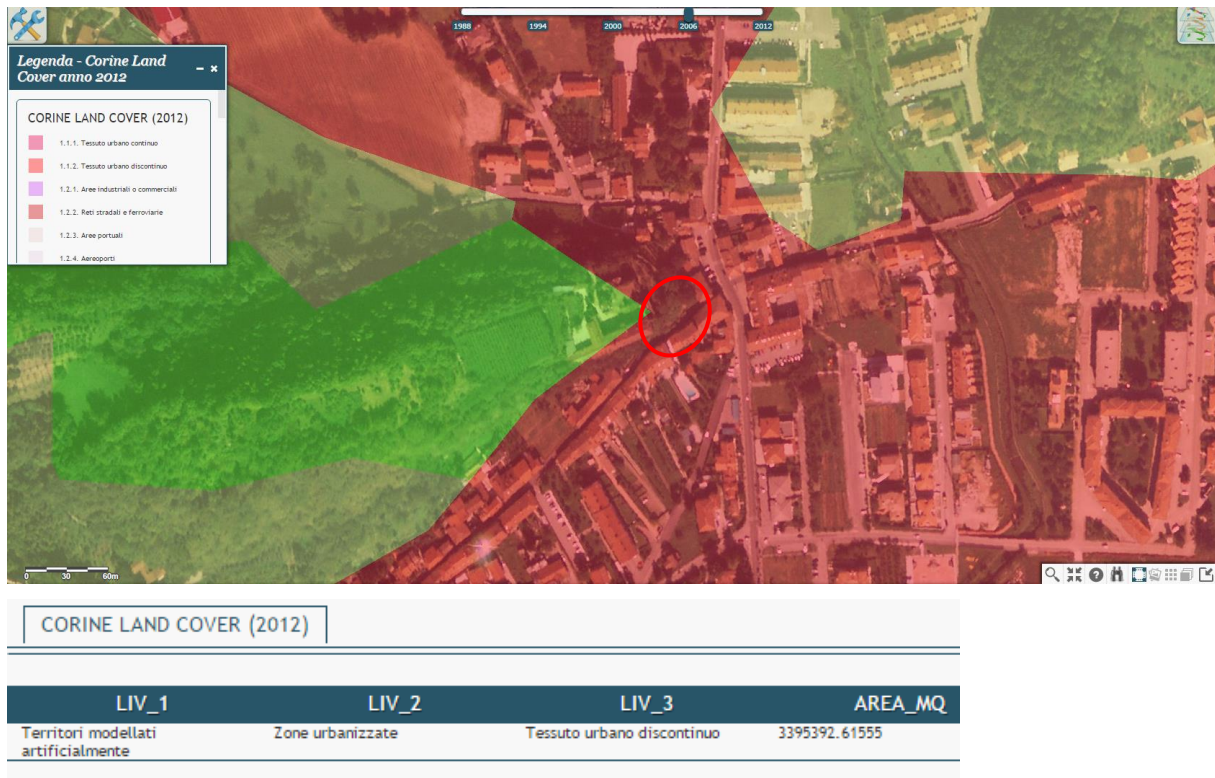 1988
1994
2000
2006
2012
Legenda - Corine Land
Cover anno 2012
CORINE LAND COVER (2012)
1.1.1. Tessuto urbano continuo
1.1.2. Tessuto urbano discontinuo
1.2.1. Aree industriali o commerciali
1.2.2. Reti stradali e ferroviarie
1.2.3. Aree portuali
1.2.4. Aereoporti
0 30 60m
CORINE LAND COVER (2012)
LIV_1 LIV_2 LIV_3 AREA_MQ
Territori modellati
artificialmente
Zone urbanizzate
Tessuto urbano discontinuo
3395392.61555